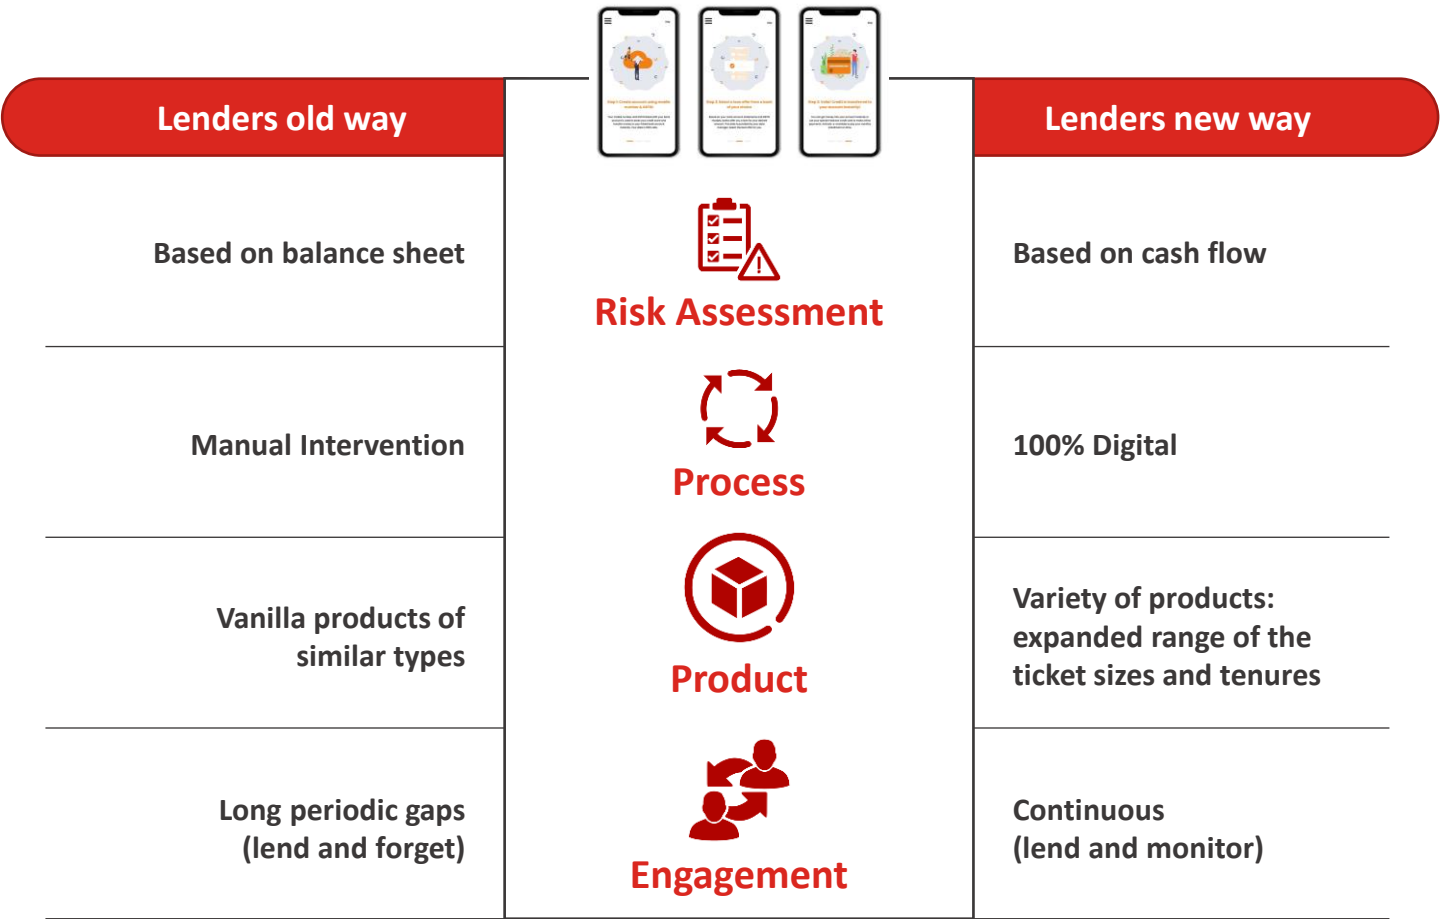 Lenders old way
Lenders new way
Based on balance sheet
Risk Assessment
Based on cash flow
Manual Intervention
Process
100% Digital
Vanilla products of
similar types
Product
Variety of products:
expanded range of the
ticket sizes and tenures
Long periodic gaps
(lend and forget)
Engagement
Continuous
(lend and monitor)